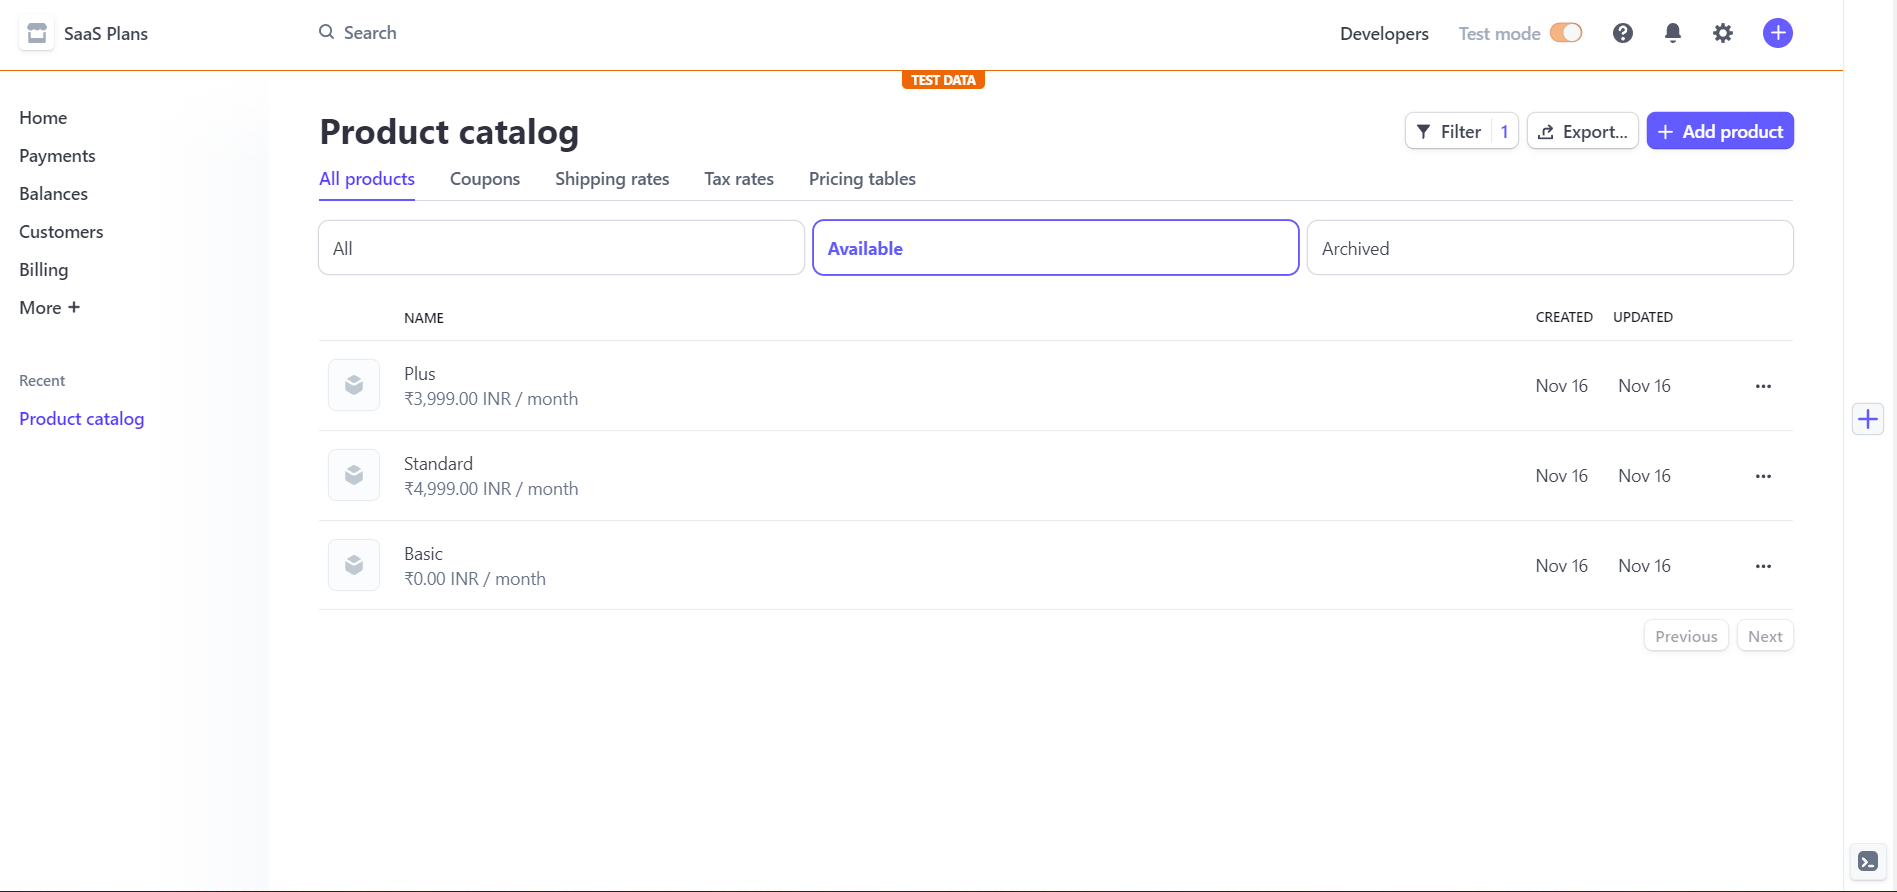 SaaS Plans
Search
Developers
Test mode
TEST DATA
Home
Payments
Balances
Customers
Billing
More +
Recent
Product catalog
Product catalog
Filter 1
Export...
+ Add product
All products
Coupons
Shipping rates
Tax rates
Pricing tables
All
Available
Archived
NAME CREATED UPDATED
Plus
₹3,999.00 INR / month
Nov 16 Nov 16
Standard
₹4,999.00 INR / month
Nov 16 Nov 16
Basic
₹0.00 INR / month
Nov 16 Nov 16
Previous
Next